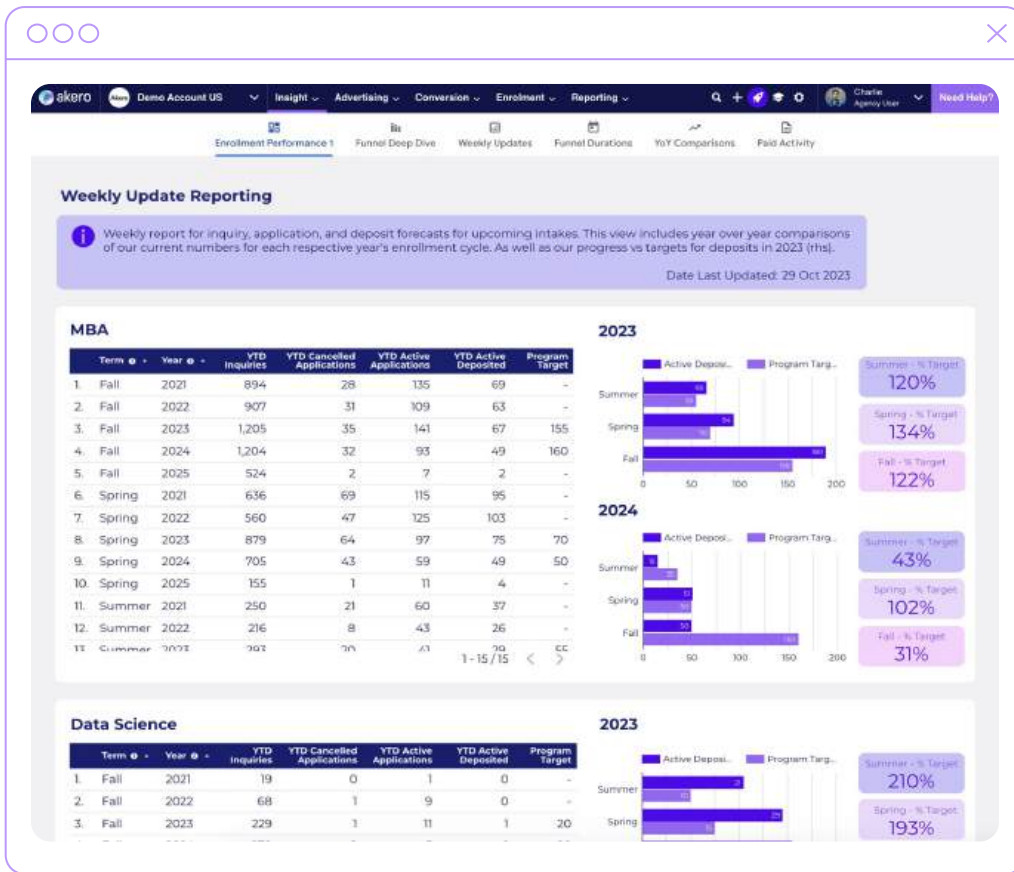 akero Akero Demo Account US Insight Advertising Conversion Enrolment Reporting Charlie Agency User Need Help?
Enrollment Performance 1 Funnel Deep Dive Weekly Updates Funnel Durations YoY Comparisons Paid Activity
Weekly Update Reporting
Weekly report for inquiry, application, and deposit forecasts for upcoming intakes. This view includes year over year comparisons
of our current numbers for each respective year's enrollment cycle. As well as our progress vs targets for deposits in 2023 (rhs).
Date Last Updated: 29 Oct 2023
MBA
Term Year YTD Inquiries YTD Cancelled Applications YTD Active Applications YTD Active Deposited Program Target
1. Fall 2021 894 28 135 69 -
2. Fall 2022 907 31 109 63 -
3. Fall 2023 1,205 35 141 67 155
4. Fall 2024 1,204 32 93 49 160
5. Fall 2025 524 2 7 2 -
6. Spring 2021 636 69 115 95 -
7. Spring 2022 560 47 125 103 -
8. Spring 2023 879 64 97 75 70
9. Spring 2024 705 43 59 49 50
10. Spring 2025 155 1 11 4 -
11. Summer 2021 250 21 60 37 -
12. Summer 2022 216 8 43 26 -
13. Summer 2023 293 20 41 29 55
1 - 15 / 15 < >
2023
Active Deposi... Program Targ...
Summer
Spring 94
Fall
0 50 100 150 200
Summer - % Target
120%
Spring - % Target
134%
Fall - % Target
122%
2024
Active Deposi... Program Targ...
Summer
Spring
Fall 50
0 50 100 150 200
Summer - % Target
43%
Spring - % Target
102%
Fall - % Target
31%
Data Science
Term Year YTD Inquiries YTD Cancelled Applications YTD Active Applications YTD Active Deposited Program Target
1. Fall 2021 19 0 1 0 -
2. Fall 2022 68 1 9 0 -
3. Fall 2023 229 1 11 1 20
2023
Active Deposi... Program Targ...
Summer 21
Spring 29
Summer - % Target
210%
Spring - % Target
193%